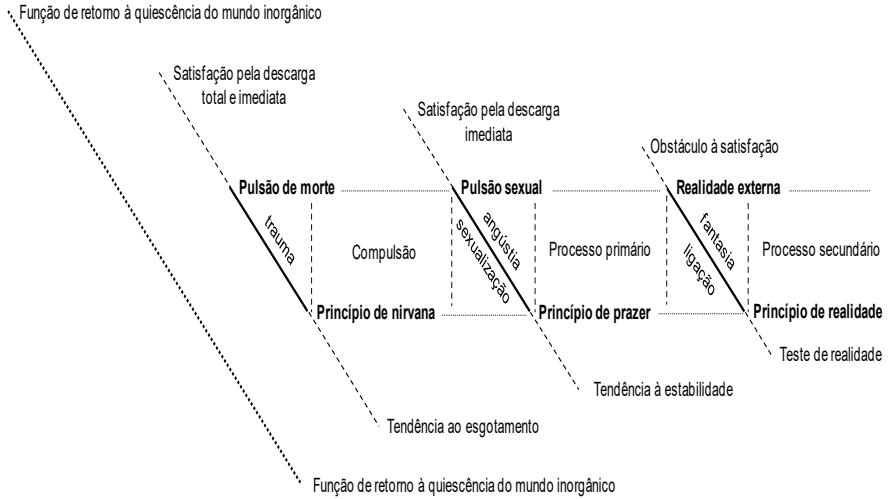 Função de retorno à quiescência do mundo inorgânico
Satisfação pela descarga
total e imediata
Satisfação pela descarga
imediata
Obstáculo à satisfação
Pulsão de morte
Pulsão sexual
Realidade externa
trauma
Compulsão
angústia
sexualização
Processo primário
fantasia
ligação
Processo secundário
Princípio de nirvana
Princípio de prazer
Princípio de realidade
Teste de realidade
Tendência à estabilidade
Tendência ao esgotamento
Função de retorno à quiescência do mundo inorgânico